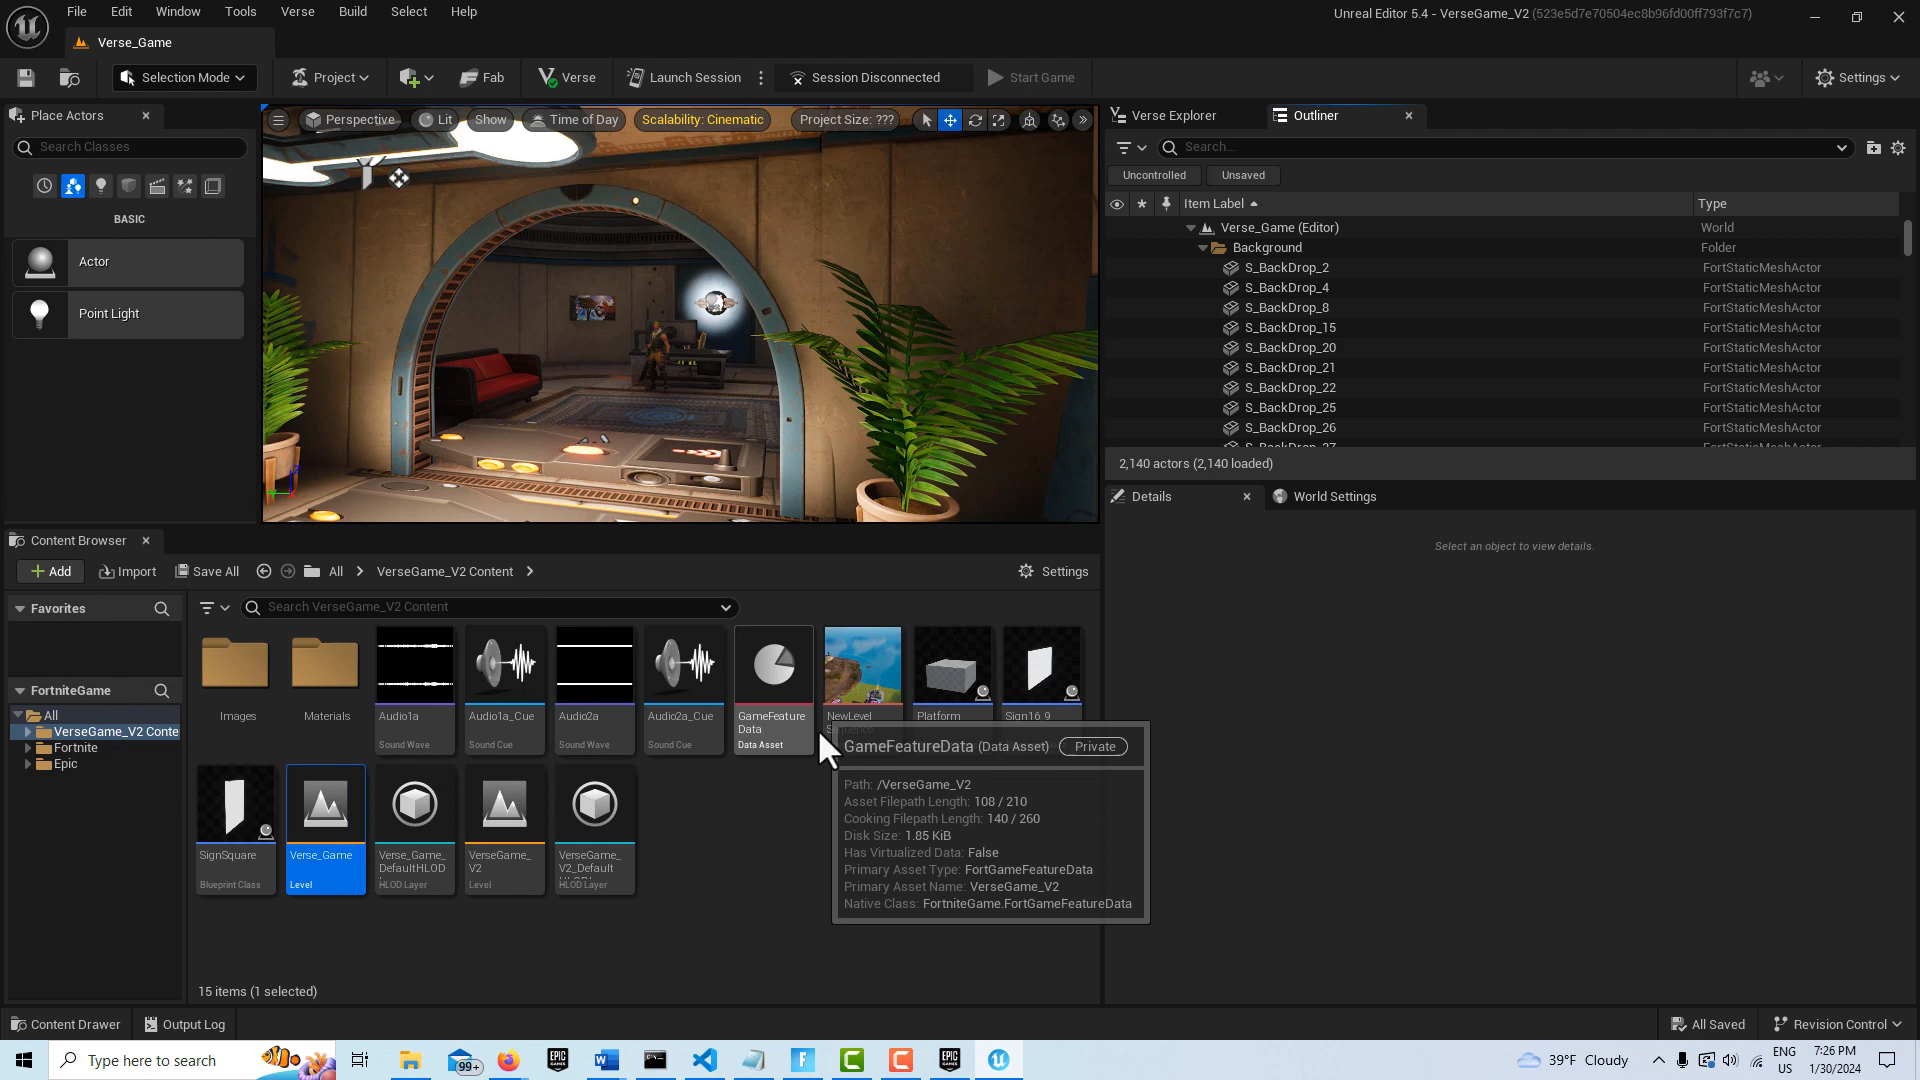 File Edit Window Tools Verse Build Select Help
Unreal Editor 5.4 - VerseGame_V2 (523e5d7e70504ec8b96fd00ff793f7c7)
Verse_Game
Selection Mode
Project
Fab
Verse
Launch Session
Session Disconnected
Start Game
Settings
Place Actors
Search Classes
BASIC
Actor
Point Light
Perspective
Lit
Show
Time of Day
Scalability: Cinematic
Project Size: ???
Verse Explorer
Outliner
Search...
Uncontrolled
Unsaved
Item Label
Type
Verse_Game (Editor) World
Background Folder
S_BackDrop_2 FortStaticMeshActor
S_BackDrop_4 FortStaticMeshActor
S_BackDrop_8 FortStaticMeshActor
S_BackDrop_15 FortStaticMeshActor
S_BackDrop_20 FortStaticMeshActor
S_BackDrop_21 FortStaticMeshActor
S_BackDrop_22 FortStaticMeshActor
S_BackDrop_25 FortStaticMeshActor
S_BackDrop_26 FortStaticMeshActor
S_BackDrop_27 FortStaticMeshActor
2,140 actors (2,140 loaded)
Details
World Settings
Select an object to view details.
Content Browser
Add
Import
Save All
All
VerseGame_V2 Content
Settings
Favorites
Search VerseGame_V2 Content
FortniteGame
All
VerseGame_V2 Conte
Fortnite
Epic
Images
Materials
Audio1a
Sound Wave
Audio1a_Cue
Sound Cue
Audio2a
Sound Wave
Audio2a_Cue
Sound Cue
GameFeature
Data
Data Asset
NewLevel
Platform
Sign16_9
SignSquare
Blueprint Class
Verse_Game
Level
Verse_Game_
DefaultHLOD
HLOD Layer
VerseGame_
V2
Level
VerseGame_
V2_Default
HLOD Layer
GameFeatureData (Data Asset) Private
Path: /VerseGame_V2
Asset Filepath Length: 108 / 210
Cooking Filepath Length: 140 / 260
Disk Size: 1.85 KiB
Has Virtualized Data: False
Primary Asset Type: FortGameFeatureData
Primary Asset Name: VerseGame_V2
Native Class: FortniteGame.FortGameFeatureData
15 items (1 selected)
Content Drawer
Output Log
All Saved
Revision Control
Type here to search
99+
39°F Cloudy
ENG
US
7:26 PM
1/30/2024